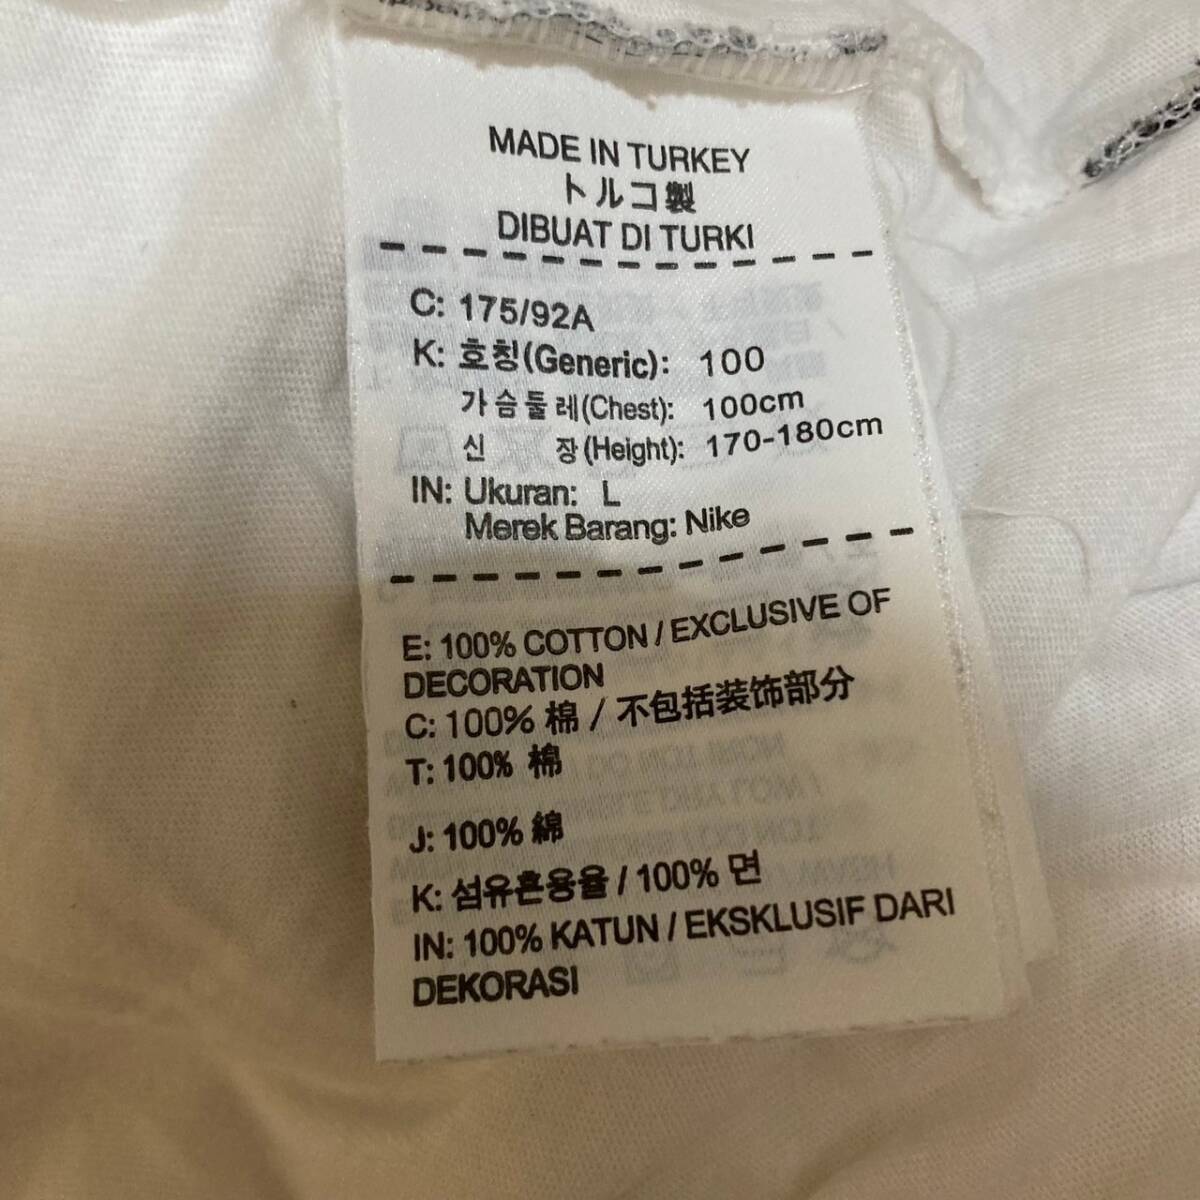 MADE IN TURKEY
トルコ製
DIBUAT DI TURKI
C: 175/92A
K: 호칭(Generic): 100
가슴둘레(Chest): 100cm
신 장(Height): 170-180cm
IN: Ukuran: L
Merek Barang: Nike
E: 100% COTTON / EXCLUSIVE OF
DECORATION
C: 100% 棉 / 不包括装饰部分
T: 100% 棉
J: 100% 綿
K: 섬유혼용율 / 100% 면
IN: 100% KATUN / EKSKLUSIF DARI
DEKORASI